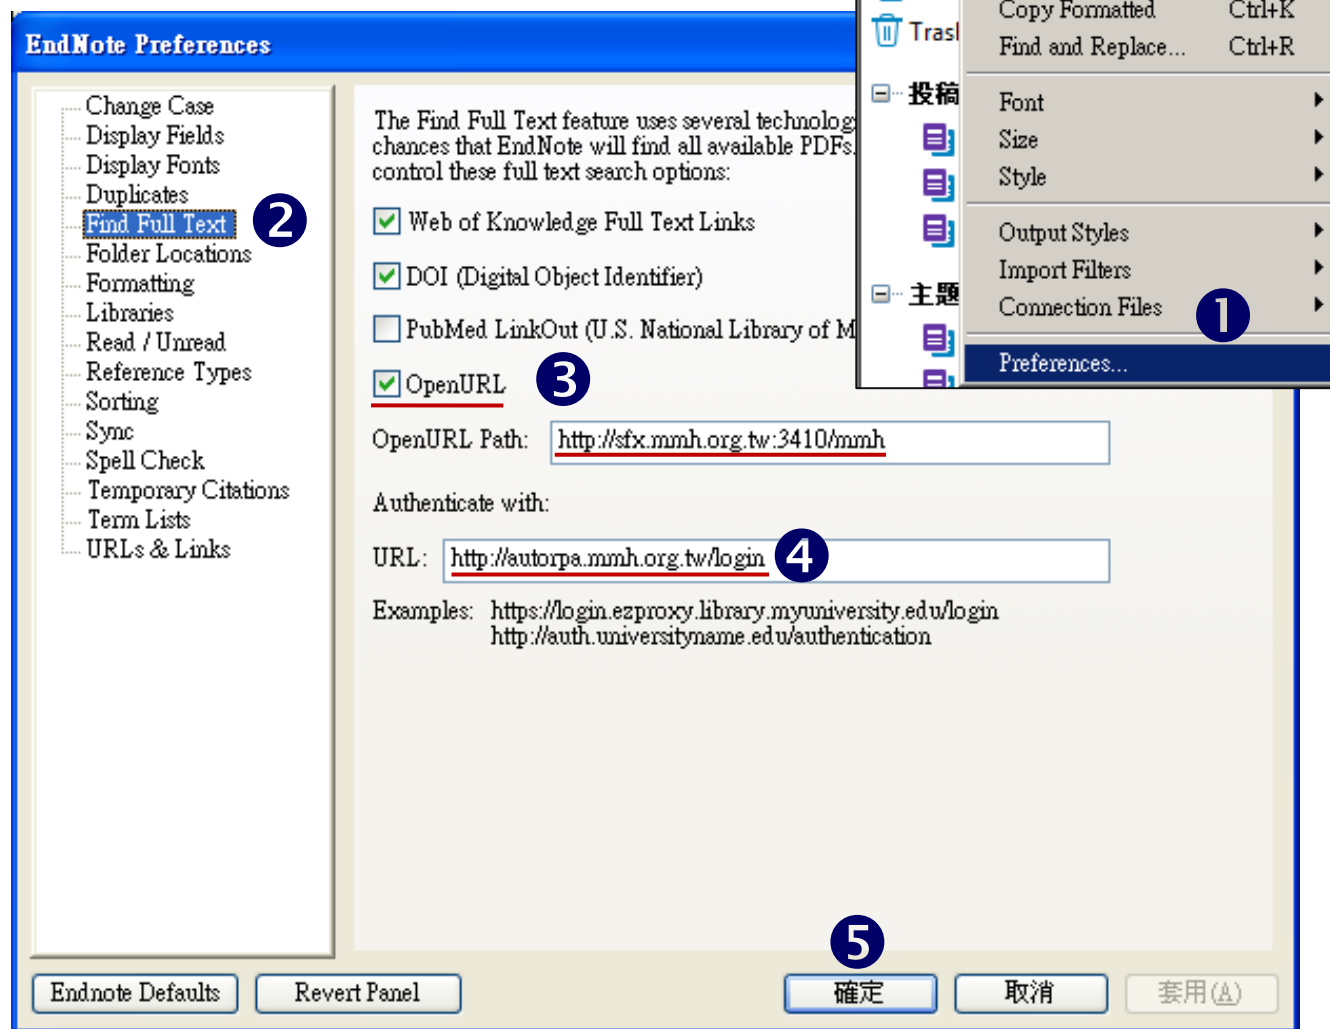 EndNote Preferences
Change Case
Display Fields
Display Fonts
Duplicates
Find Full Text
2
Folder Locations
Formatting
Libraries
Read / Unread
Reference Types
Sorting
Sync
Spell Check
Temporary Citations
Term Lists
URLs & Links
The Find Full Text feature uses several
chances that EndNote will find all available PDFs.
control these full text search options:
Web of Knowledge Full Text Links
DOI (Digital Object Identifier)
PubMed LinkOut (U.S. National Library of M
OpenURL
3
OpenURL Path: http://sfx.mmh.org.tw:3410/mmh
Authenticate with:
URL: http://autorpa.mmh.org.tw/login
4
Examples: https://login.ezproxy.library.myuniversity.edu/login
http://auth.universityname.edu/authentication
5
Endnote Defaults
Revert Panel
確定
取消
套用(A)
Tras
投稿
主題
Copy Formatted Ctrl+K
Find and Replace... Ctrl+R
Font
Size
Style
Output Styles
Import Filters
Connection Files
1
Preferences...